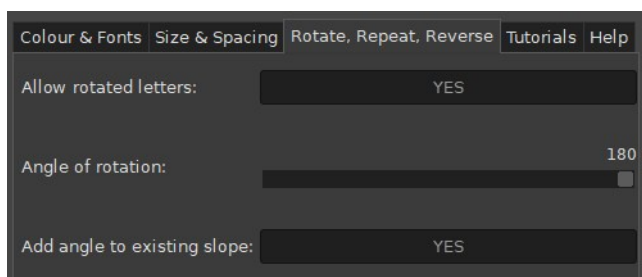 Colour & Fonts Size & Spacing Rotate, Repeat, Reverse Tutorials Help
Allow rotated letters: YES
180
Angle of rotation:
Add angle to existing slope: YES